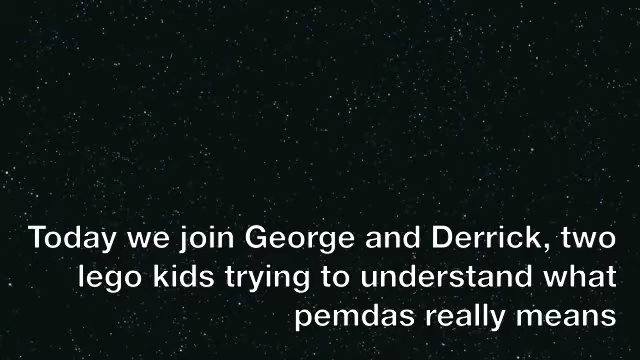 Today we join George and Derrick, two
lego kids trying to understand what
pemdas really means